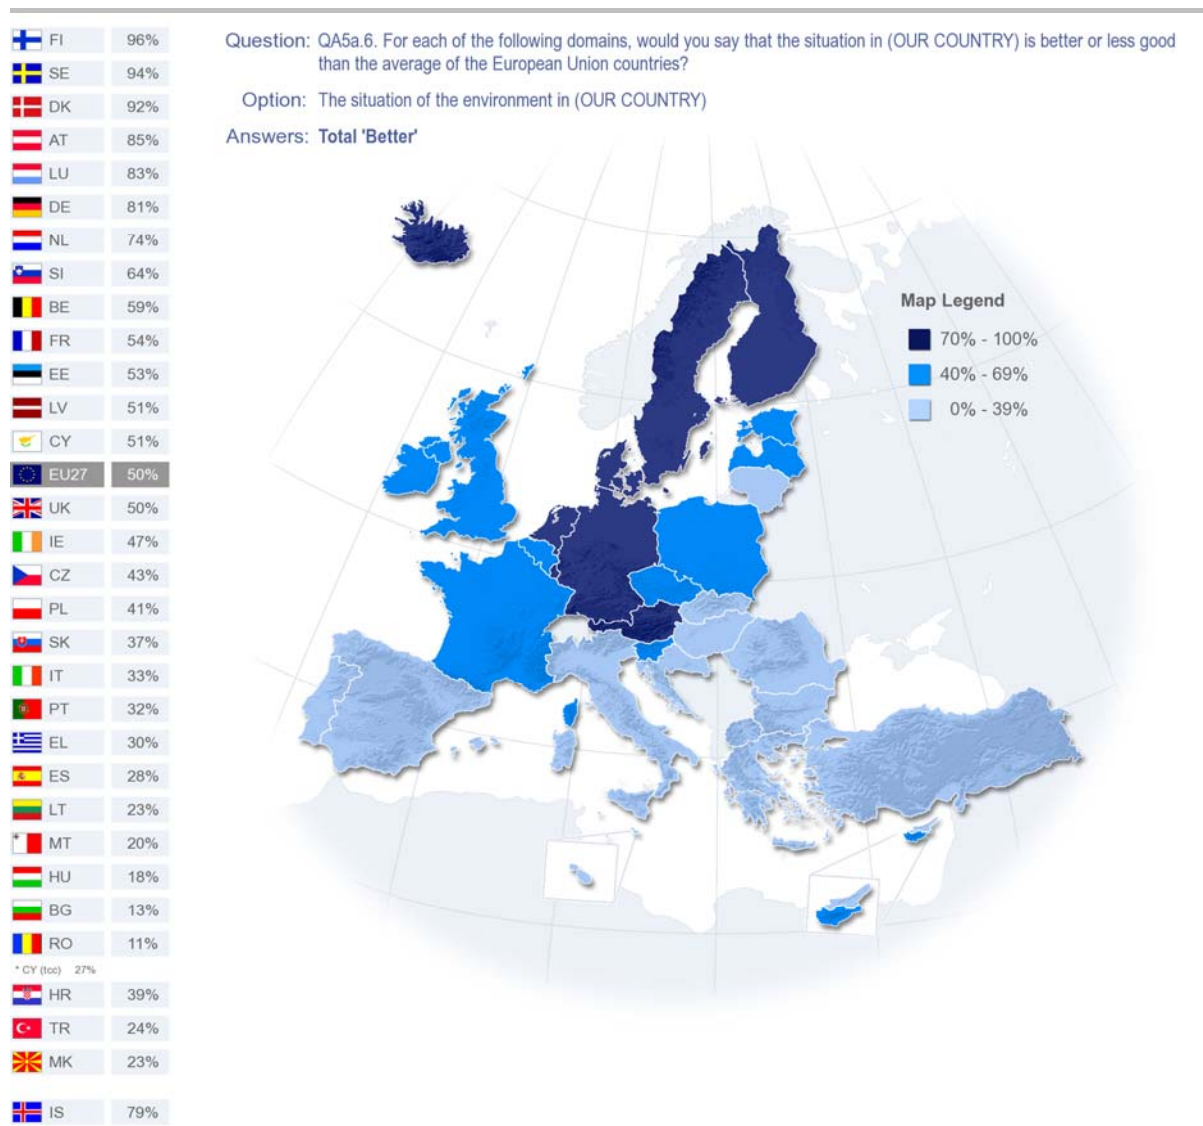 FI 96%
SE 94%
DK 92%
AT 85%
LU 83%
DE 81%
NL 74%
SI 64%
BE 59%
FR 54%
EE 53%
LV 51%
CY 51%
EU27 50%
UK 50%
IE 47%
CZ 43%
PL 41%
SK 37%
IT 33%
PT 32%
EL 30%
ES 28%
LT 23%
MT 20%
HU 18%
BG 13%
RO 11%
* CY (tcc) 27%
HR 39%
TR 24%
MK 23%
IS 79%
Question: QA5a.6. For each of the following domains, would you say that the situation in (OUR COUNTRY) is better or less good
than the average of the European Union countries?
Option: The situation of the environment in (OUR COUNTRY)
Answers: Total 'Better'
Map Legend
70% - 100%
40% - 69%
0% - 39%